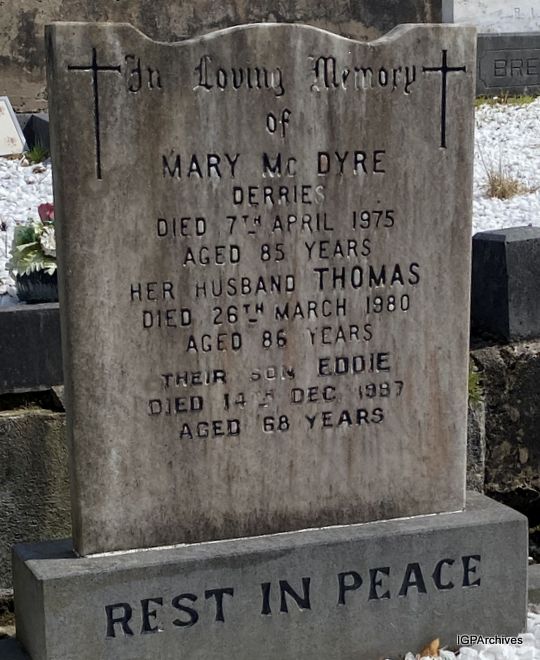 In Loving Memory
of
MARY Mc DYRE
DERRIES
DIED 7TH APRIL 1975
AGED 85 YEARS
HER HUSBAND THOMAS
DIED 26TH MARCH 1980
AGED 86 YEARS
THEIR SON EDDIE
DIED 14TH DEC 1987
AGED 68 YEARS
REST IN PEACE
BRE
IGPArchives